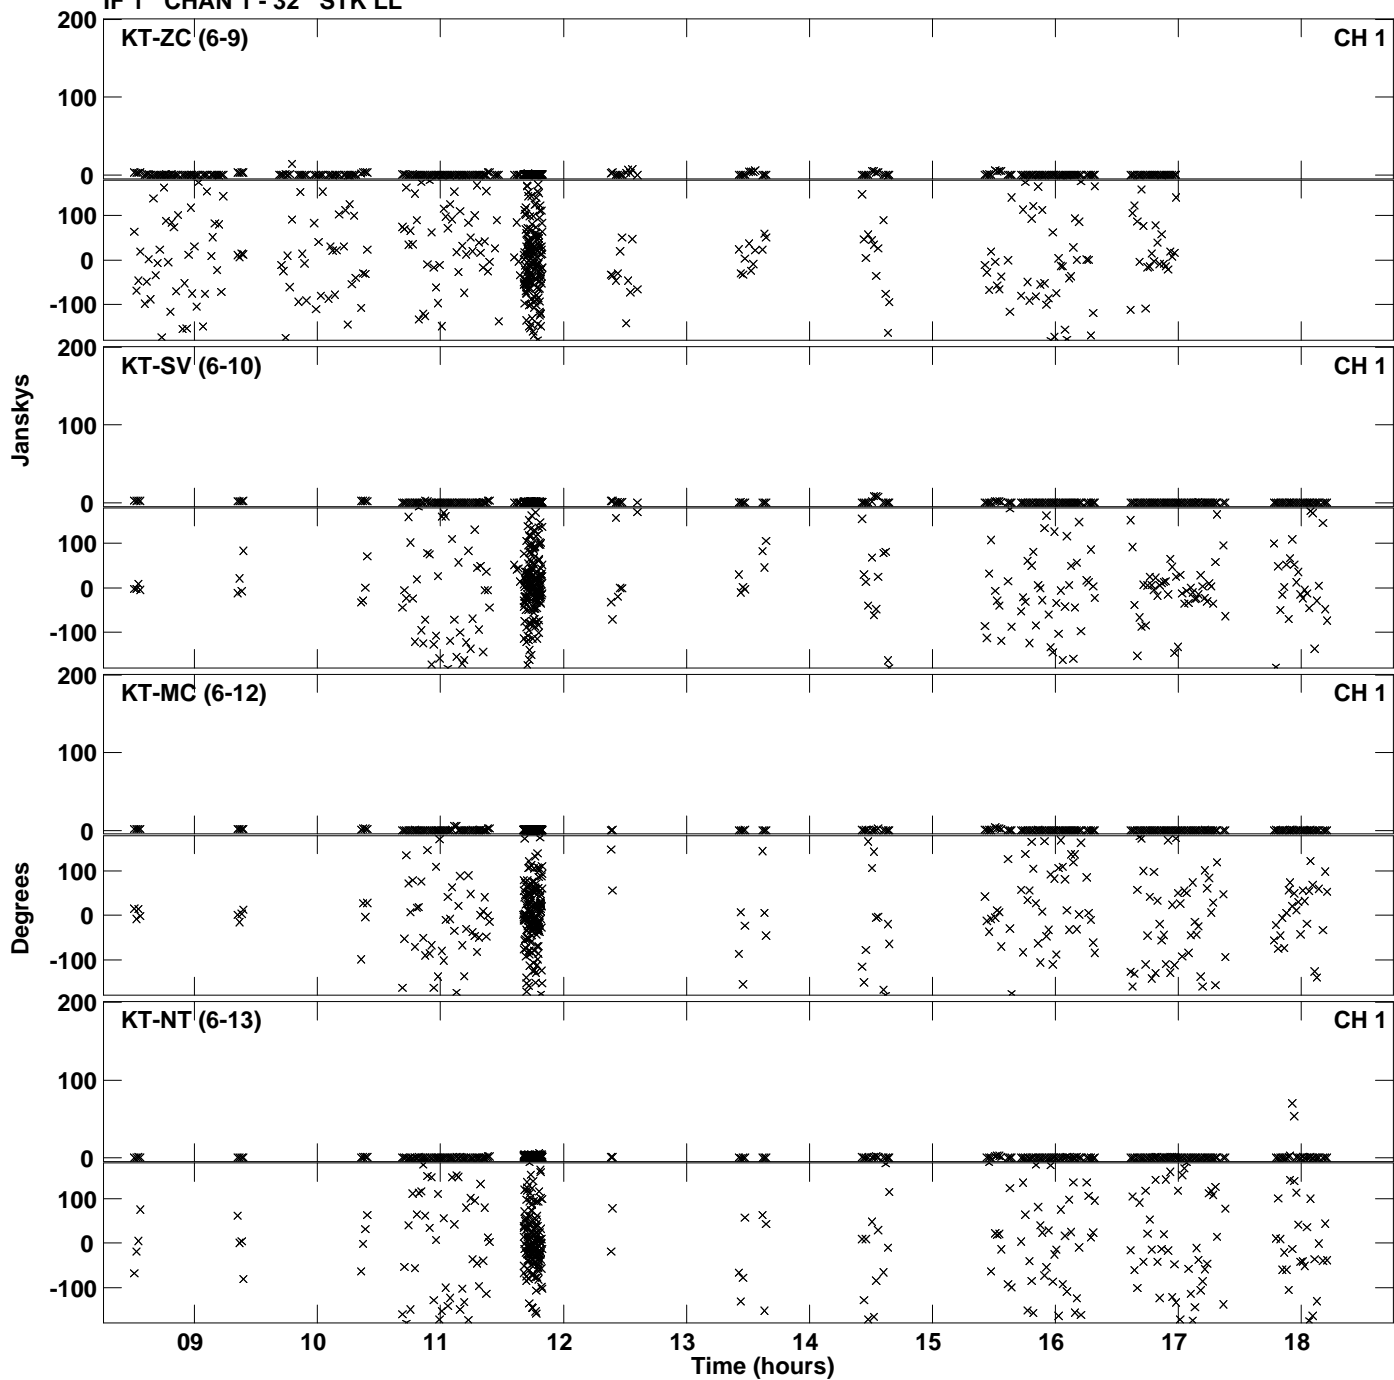 IF 1 CHAN 1 - 32 STK LL
200
KT-ZC (6-9)
CH 1
100
0
100
0
-100
200
KT-SV (6-10)
CH 1
100
0
100
0
-100
Janskys
200
KT-MC (6-12)
CH 1
100
0
100
0
-100
Degrees
200
KT-NT (6-13)
CH 1
100
0
100
0
-100
09 10 11 12 13 14 15 16 17 18
Time (hours)